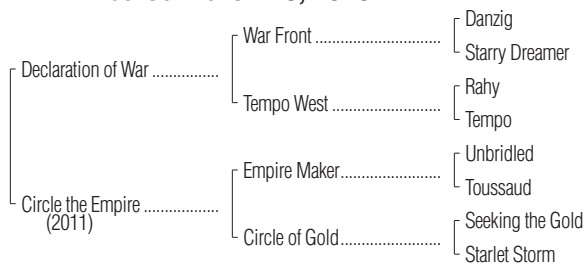 War Front
Danzig
Starry Dreamer
Declaration of War
Tempo West
Rahy
Tempo
Empire Maker
Unbridled
Toussaud
Circle the Empire
(2011)
Circle of Gold
Seeking the Gold
Starlet Storm